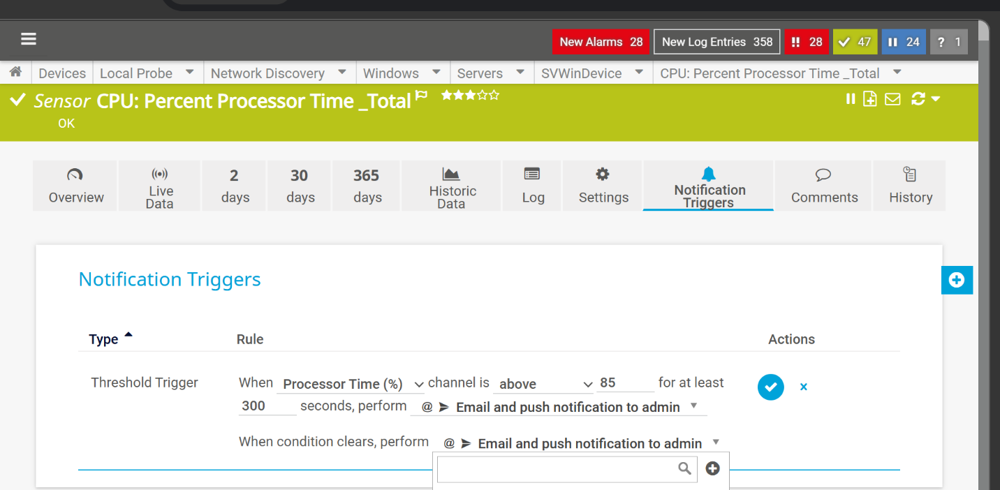 New Alarms 28 New Log Entries 358 !! 28 47 24 ? 1
Devices Local Probe Network Discovery Windows Servers SVWinDevice CPU: Percent Processor Time _Total
Sensor CPU: Percent Processor Time _Total
OK
Overview
Live
Data
2
days
30
days
365
days
Historic
Data
Log
Settings
Notification
Triggers
Comments
History
Notification Triggers
Type Rule Actions
Threshold Trigger When Processor Time (%) channel is above 85 for at least
300 seconds, perform @ Email and push notification to admin
When condition clears, perform @ Email and push notification to admin